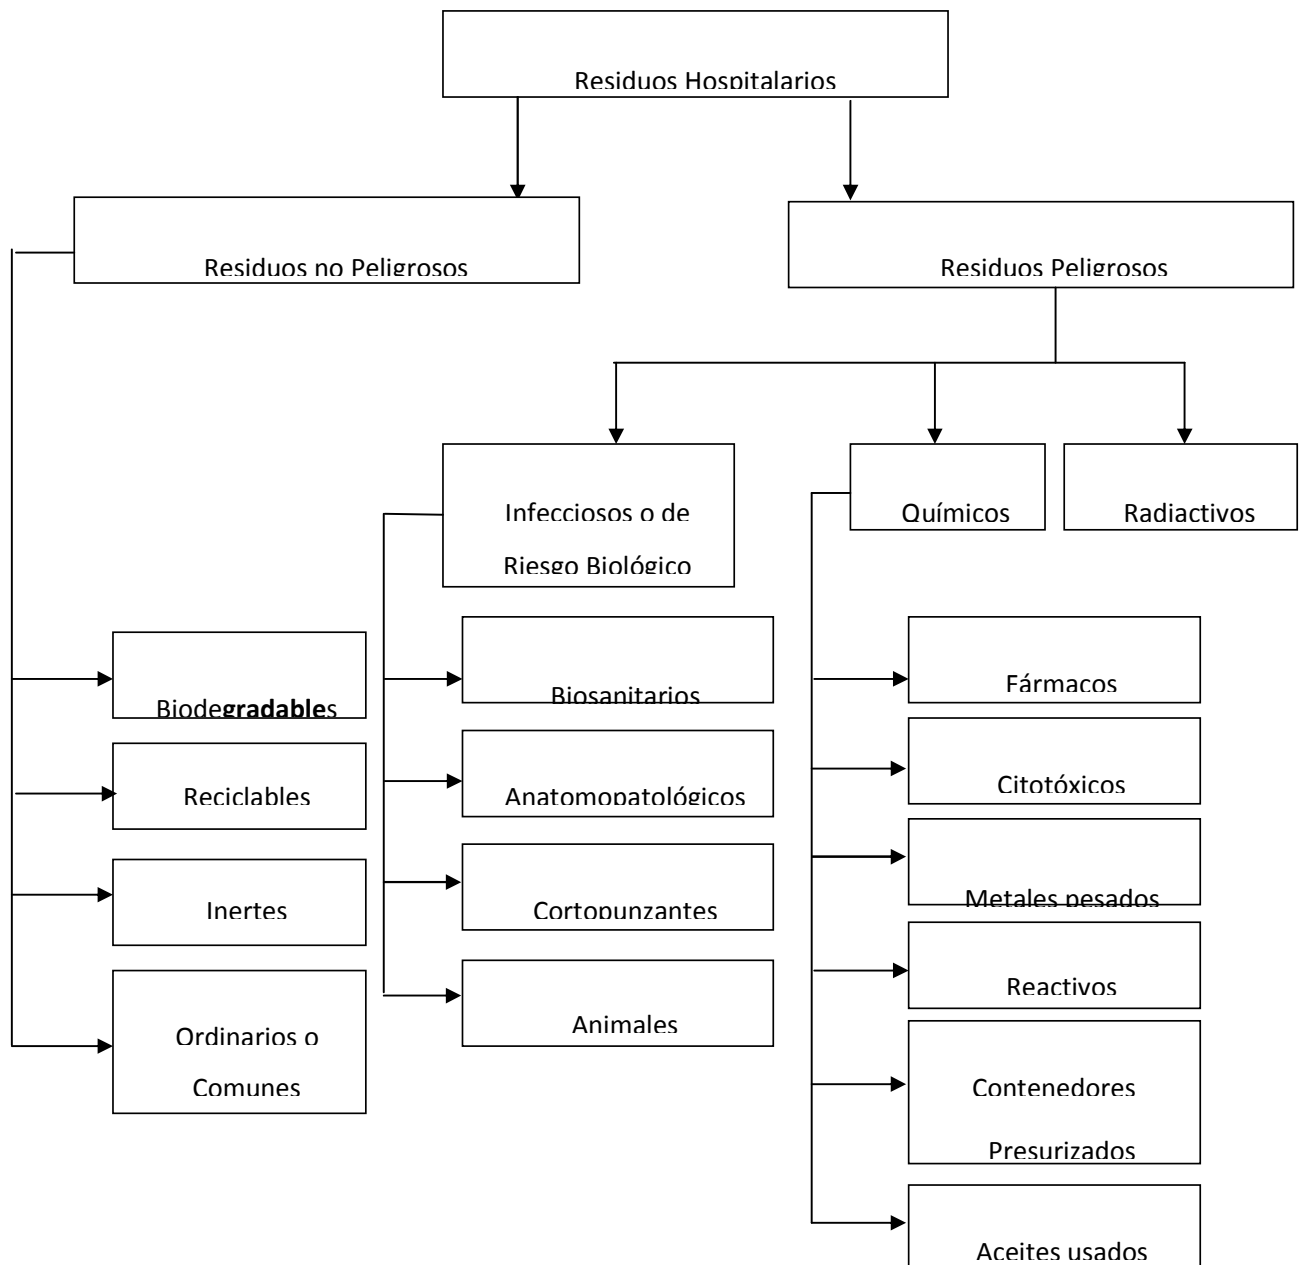 Residuos Hospitalarios
Residuos no Peligrosos
Residuos Peligrosos
Infecciosos o de
Riesgo Biológico
Químicos
Radiactivos
Biodegradables
Reciclables
Inertes
Ordinarios o
Comunes
Biosanitarios
Anatomopatológicos
Cortopunzantes
Animales
Fármacos
Citotóxicos
Metales pesados
Reactivos
Contenedores
Presurizados
Aceites usados